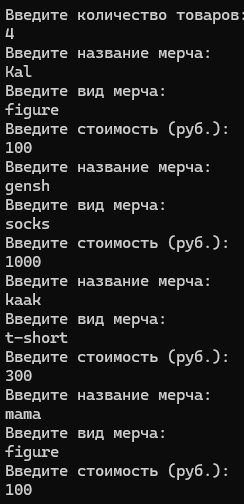 Введите количество товаров:
4
Введите название мерча:
Kal
Введите вид мерча:
figure
Введите стоимость (руб.):
100
Введите название мерча:
gensh
Введите вид мерча:
socks
Введите стоимость (руб.):
1000
Введите название мерча:
kaak
Введите вид мерча:
t-short
Введите стоимость (руб.):
300
Введите название мерча:
mama
Введите вид мерча:
figure
Введите стоимость (руб.):
100